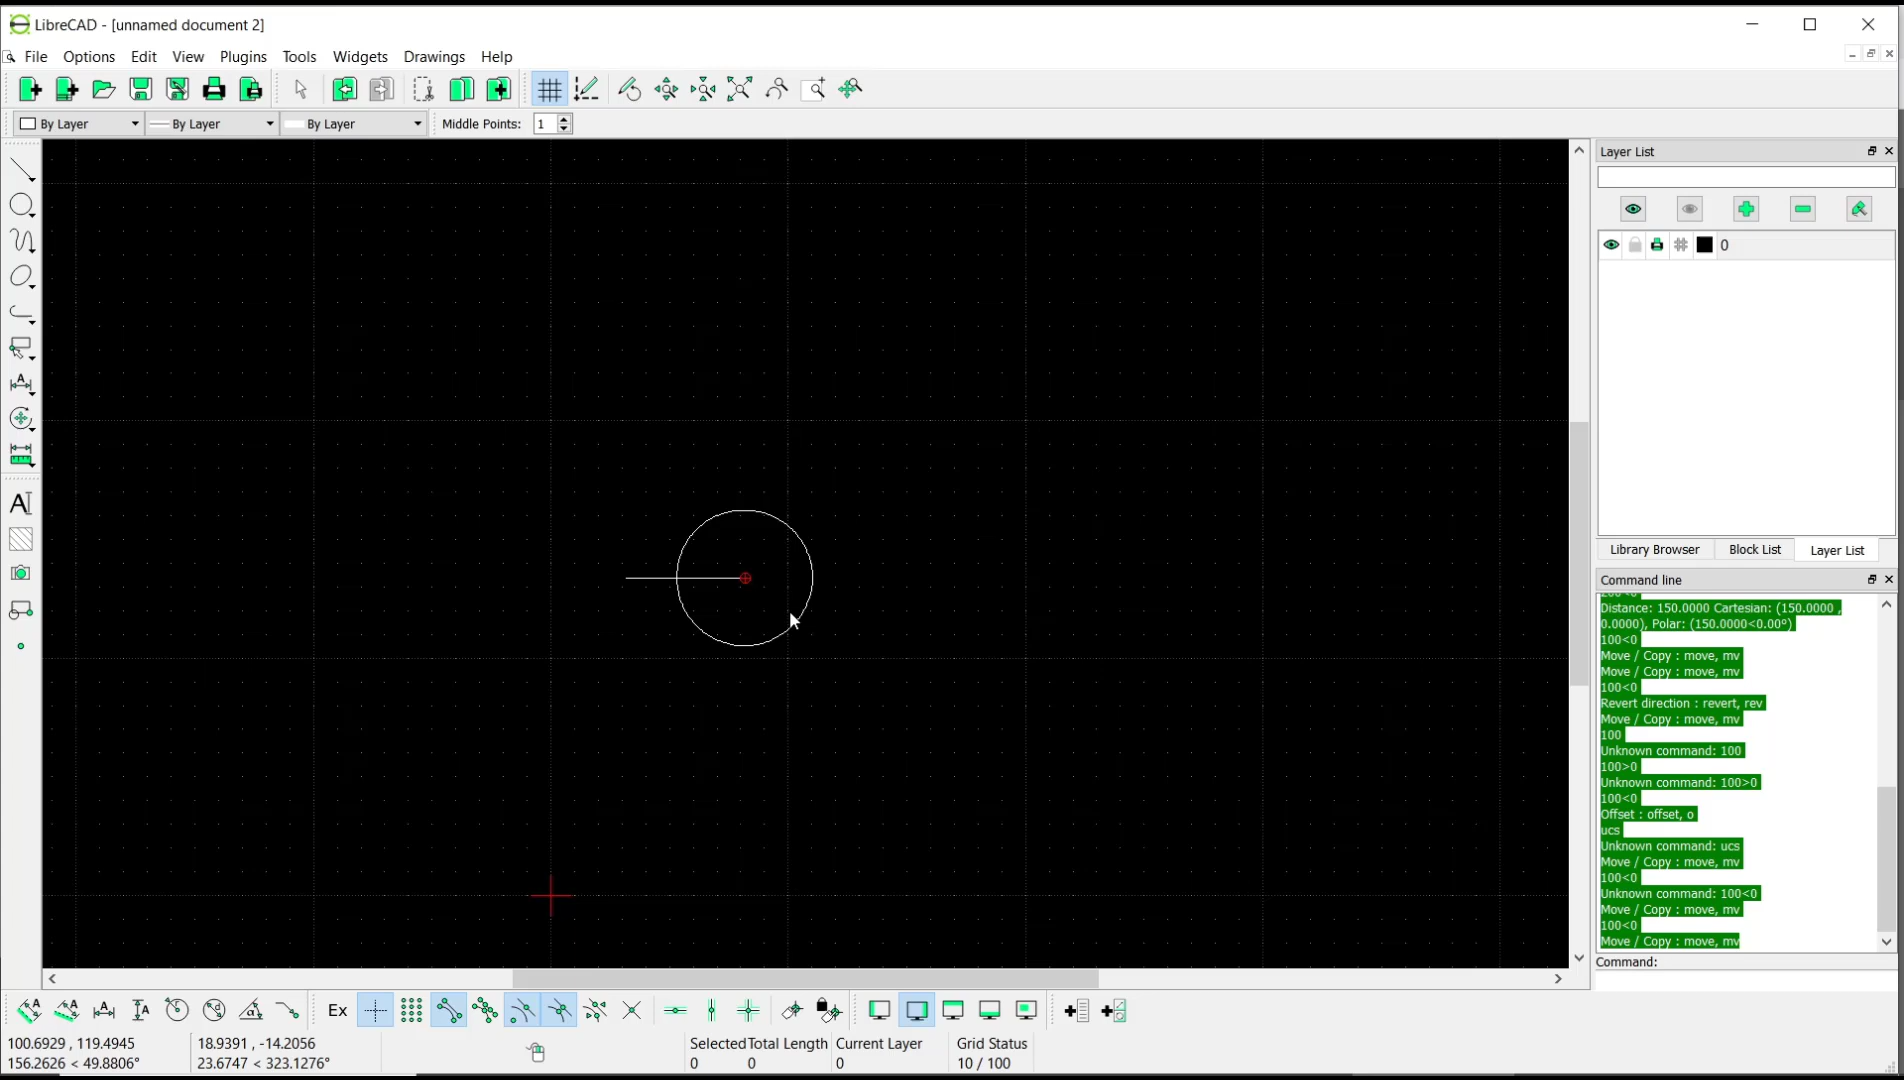 LibreCAD - [unnamed document 2]
File Options Edit View Plugins Tools Widgets Drawings Help
By Layer By Layer By Layer Middle Points: 1
Layer List
0
Library Browser Block List Layer List
Command line
Distance: 150.0000 Cartesian: (150.0000 ,
0.0000), Polar: (150.0000<0.00°)
100<0
Move / Copy : move, mv
Move / Copy : move, mv
100<0
Revert direction : revert, rev
Move / Copy : move, mv
100
Unknown command: 100
100>0
Unknown command: 100>0
100<0
Offset : offset, o
ucs
Unknown command: ucs
Move / Copy : move, mv
100<0
Unknown command: 100<0
Move / Copy : move, mv
100<0
Move / Copy : move, mv
Command:
Ex
100.6929 , 119.4945
156.2626 < 49.8806°
18.9391 , -14.2056
23.6747 < 323.1276°
Selected Total Length
0 0
Current Layer
0
Grid Status
10 / 100